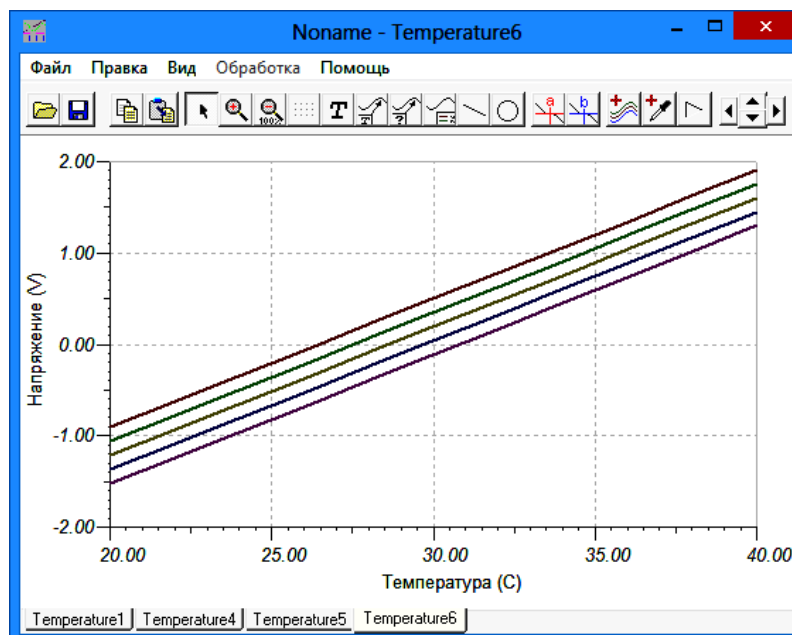 Noname - Temperature6
Файл Правка Вид Обработка Помощь
100%
T
T
?
a
b
2.00
1.00
0.00
-1.00
-2.00
Напряжение (V)
20.00 25.00 30.00 35.00 40.00
Температура (C)
Temperature1 Temperature4 Temperature5 Temperature6